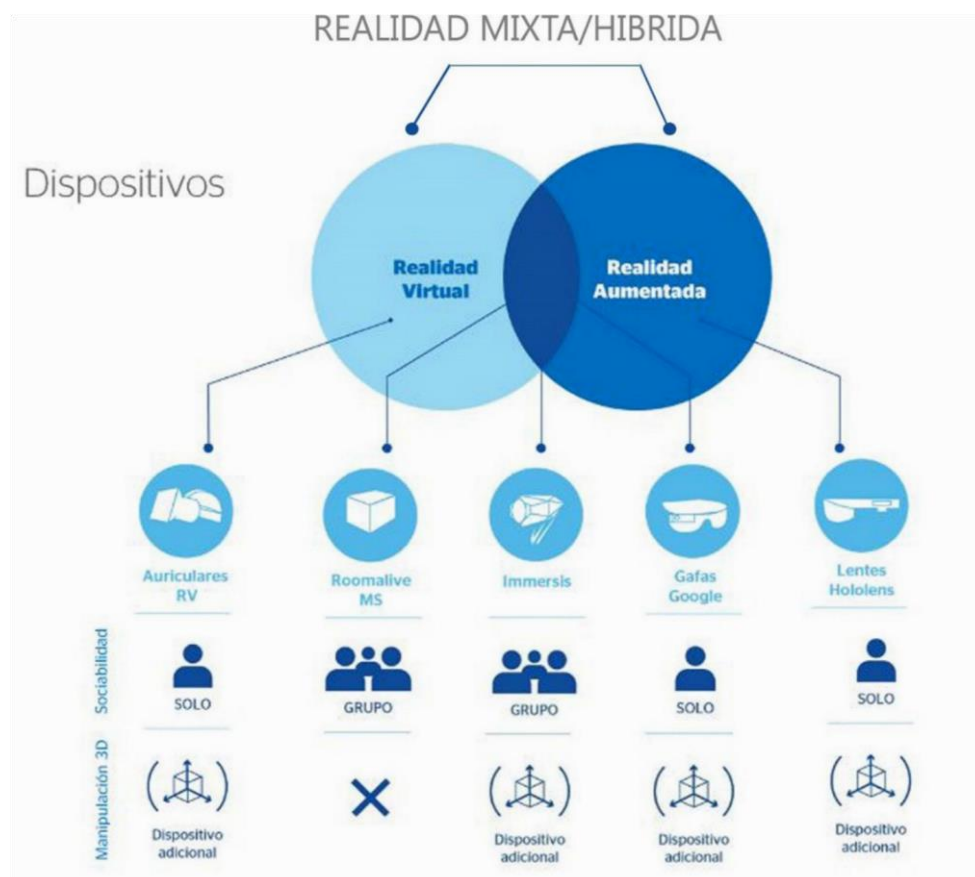 REALIDAD MIXTA/HIBRIDA
Dispositivos
Realidad
Virtual
Realidad
Aumentada
Auriculares
RV
Roomalive
MS
Immersis
Gafas
Google
Lentes
Hololens
Sociabilidad
SOLO
GRUPO
GRUPO
SOLO
SOLO
Manipulación 3D
Dispositivo
adicional
Dispositivo
adicional
Dispositivo
adicional
Dispositivo
adicional